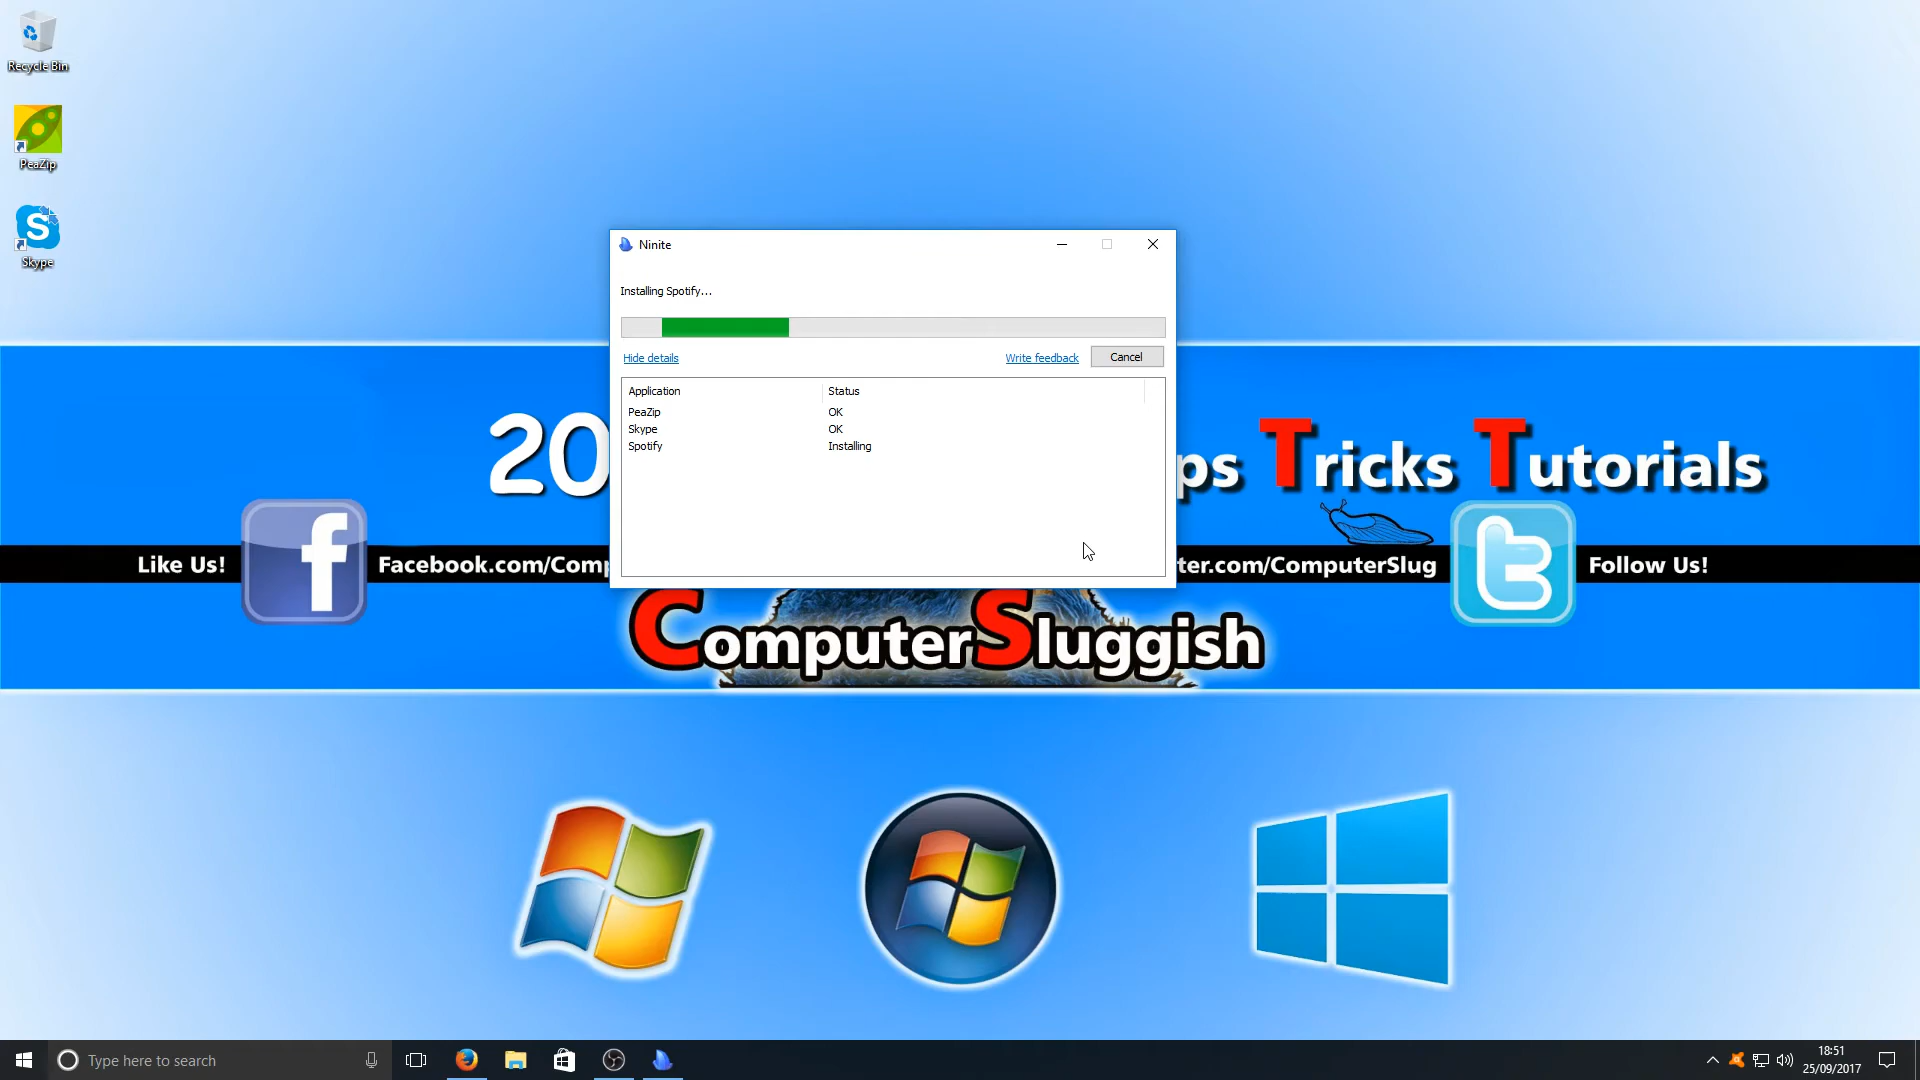 Recycle Bin
PeaZip
Skype
Ninite
Installing Spotify...
Hide details
Write feedback
Cancel
Application Status
PeaZip OK
Skype OK
Spotify Installing
20
ps Tricks Tutorials
Like Us!
f
Facebook.com/Comp
ter.com/ComputerSlug
t
Follow Us!
ComputerSluggish
Type here to search
18:51
25/09/2017